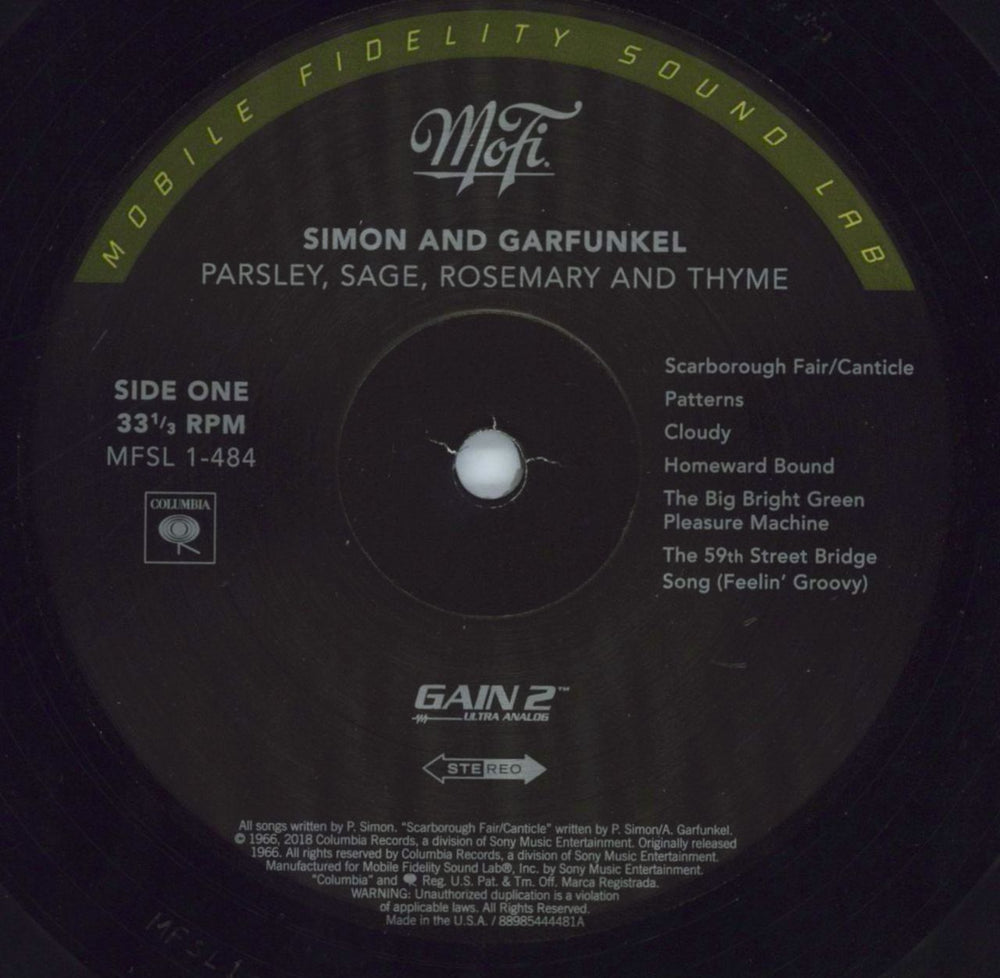 MOBILE FIDELITY SOUND LAB
MoFi
SIMON AND GARFUNKEL
PARSLEY, SAGE, ROSEMARY AND THYME
SIDE ONE
33 1/3 RPM
MFSL 1-484
COLUMBIA
Scarborough Fair/Canticle
Patterns
Cloudy
Homeward Bound
The Big Bright Green
Pleasure Machine
The 59th Street Bridge
Song (Feelin' Groovy)
GAIN 2™
ULTRA ANALOG
STEREO
All songs written by P. Simon. "Scarborough Fair/Canticle" written by P. Simon/A. Garfunkel.
© 1966, 2018 Columbia Records, a division of Sony Music Entertainment. Originally released
1966. All rights reserved by Columbia Records, a division of Sony Music Entertainment.
Manufactured for Mobile Fidelity Sound Lab®, Inc. by Sony Music Entertainment.
"Columbia" and Reg. U.S. Pat. & Tm. Off. Marca Registrada.
WARNING: Unauthorized duplication is a violation
of applicable laws. All Rights Reserved.
Made in the U.S.A. / 88985444481A
MFSL 1